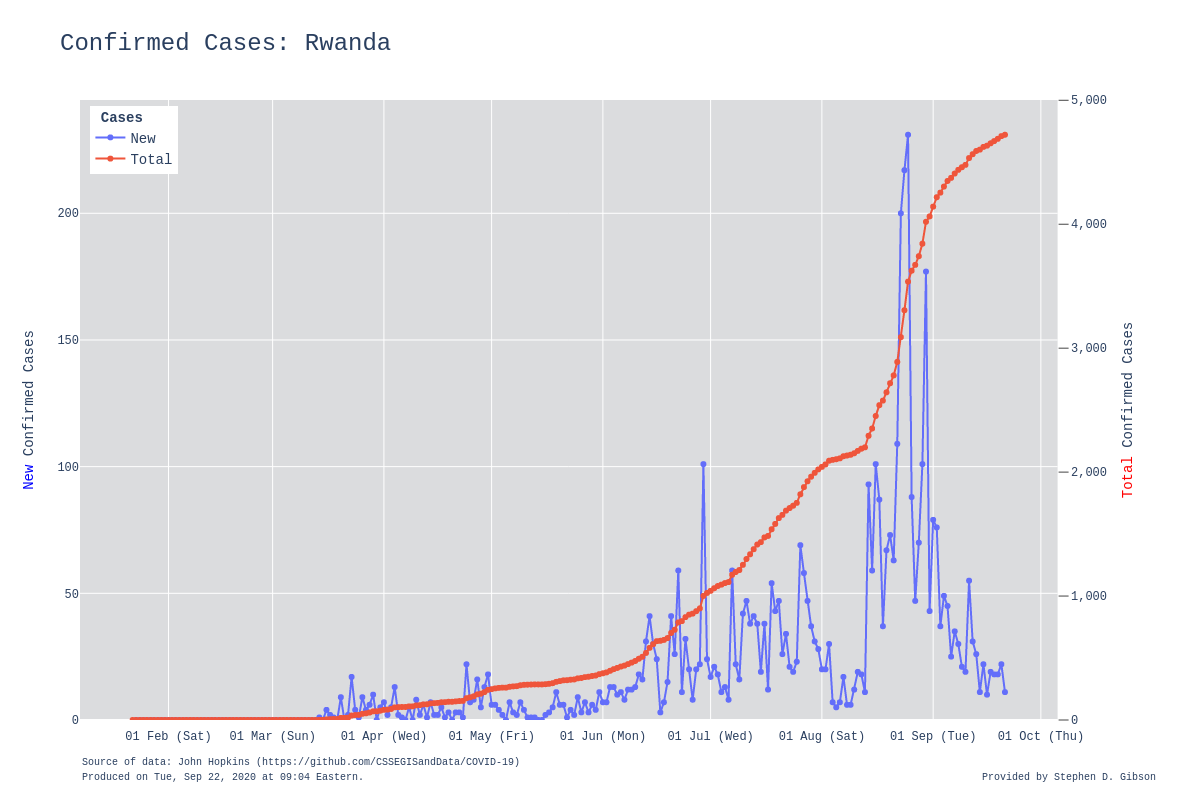 Confirmed Cases: Rwanda
Cases
New
Total
5,000
4,000
3,000
2,000
1,000
0
200
150
100
50
0
New Confirmed Cases
Total Confirmed Cases
01 Feb (Sat) 01 Mar (Sun) 01 Apr (Wed) 01 May (Fri) 01 Jun (Mon) 01 Jul (Wed) 01 Aug (Sat) 01 Sep (Tue) 01 Oct (Thu)
Source of data: John Hopkins (https://github.com/CSSEGISandData/COVID-19)
Produced on Tue, Sep 22, 2020 at 09:04 Eastern.
Provided by Stephen D. Gibson